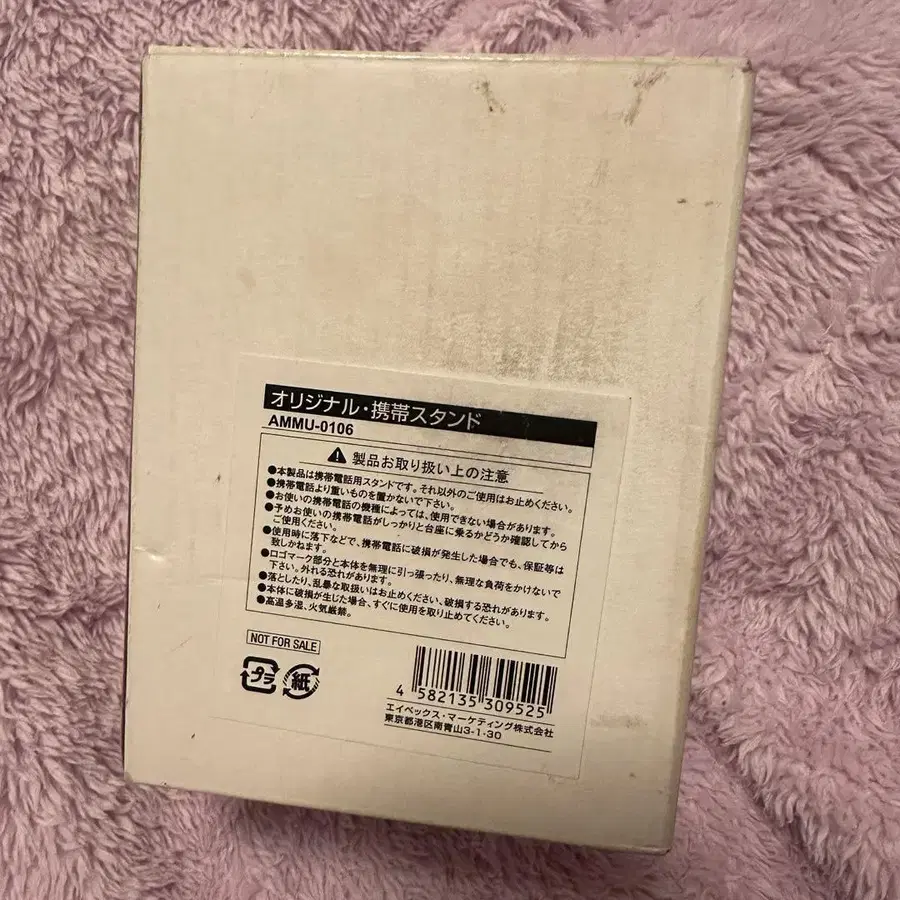 オリジナル・携帯スタンド
AMMU-0106
製品お取り扱い上の注意
●本製品は携帯電話用スタンドです。それ以外のご使用はお止めください。
●携帯電話より重いものを置かないで下さい。
●お使いの携帯電話の機種によっては、使用できない場合があります。
●予めお使いの携帯電話がしっかりと台座に乗るかどうか確認してから
ご使用ください。
●使用時に落下などで、携帯電話に破損が発生した場合でも、保証等は
致しかねます。
●ロゴマーク部分と本体を無理に引っ張ったり、無理な負荷をかけないで
下さい。外れる恐れがあります。
●落としたり、乱暴な取扱いはお止めください、破損する恐れがあります。
●本体に破損が生じた場合、すぐに使用を取り止めてください。
●高温多湿、火気厳禁。
NOT FOR SALE
プラ
紙
4 582135 309525
エイベックス・マーケティング株式会社
東京都港区南青山3-1-30